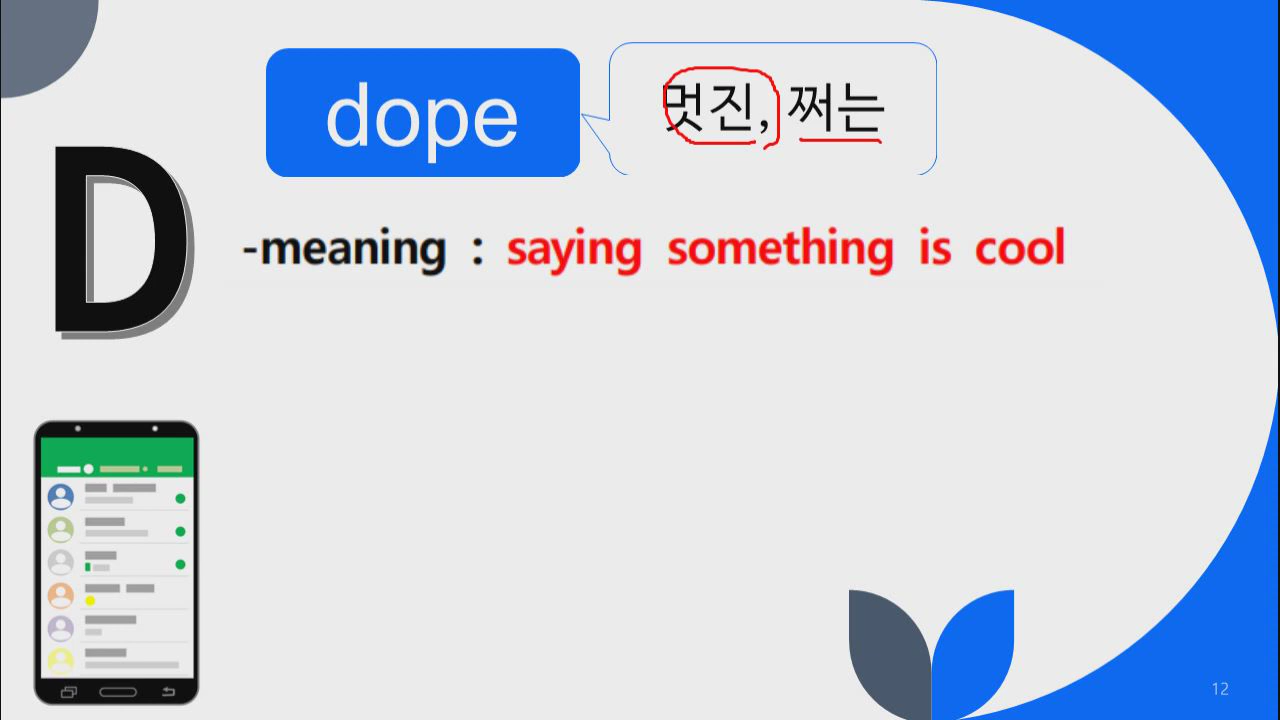 dope
멋진, 쩌는
D
-meaning : saying something is cool
12